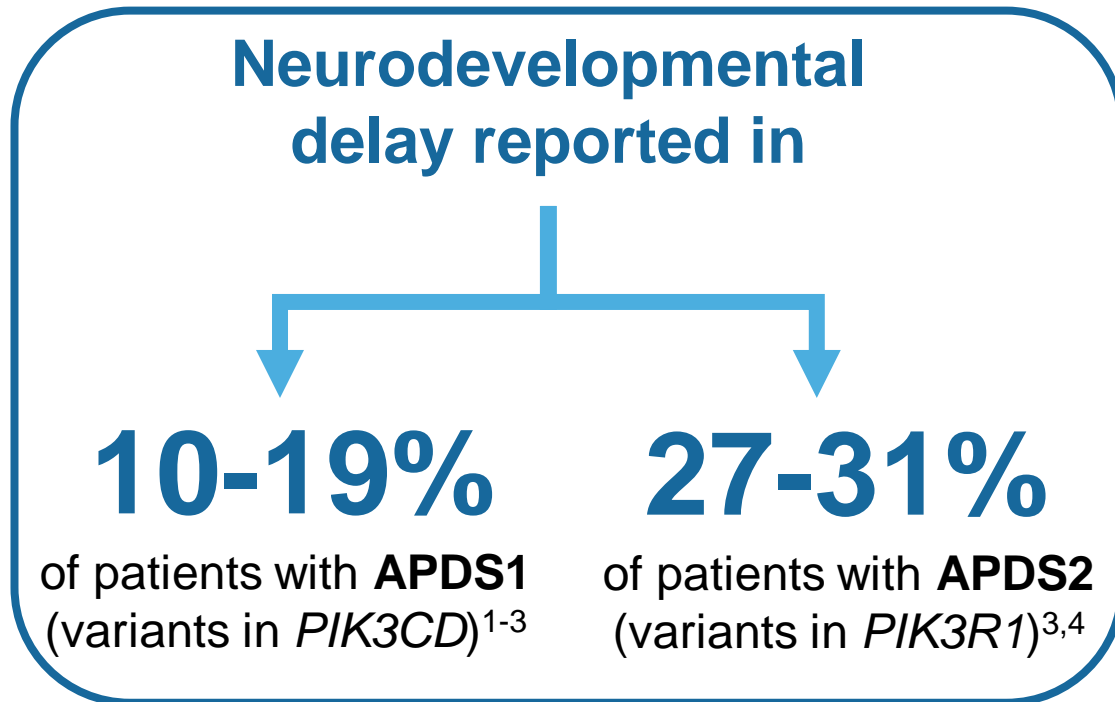 Neurodevelopmental
delay reported in
10-19%
of patients with APDS1
(variants in PIK3CD)1-3
27-31%
of patients with APDS2
(variants in PIK3R1)3,4